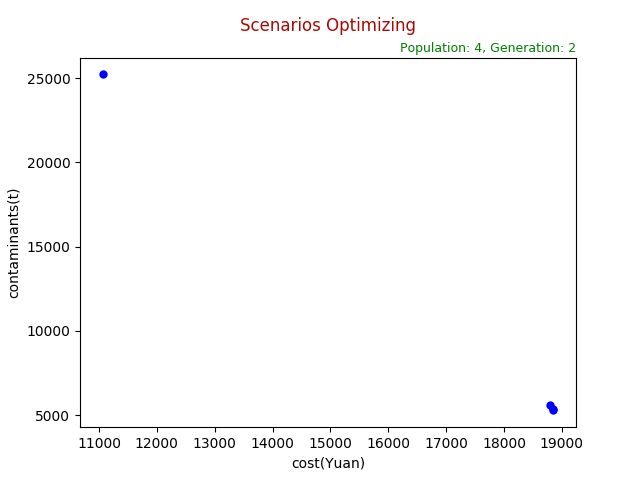 Scenarios Optimizing
Population: 4, Generation: 2
25000
20000
15000
10000
5000
contaminants(t)
11000 12000 13000 14000 15000 16000 17000 18000 19000
cost(Yuan)